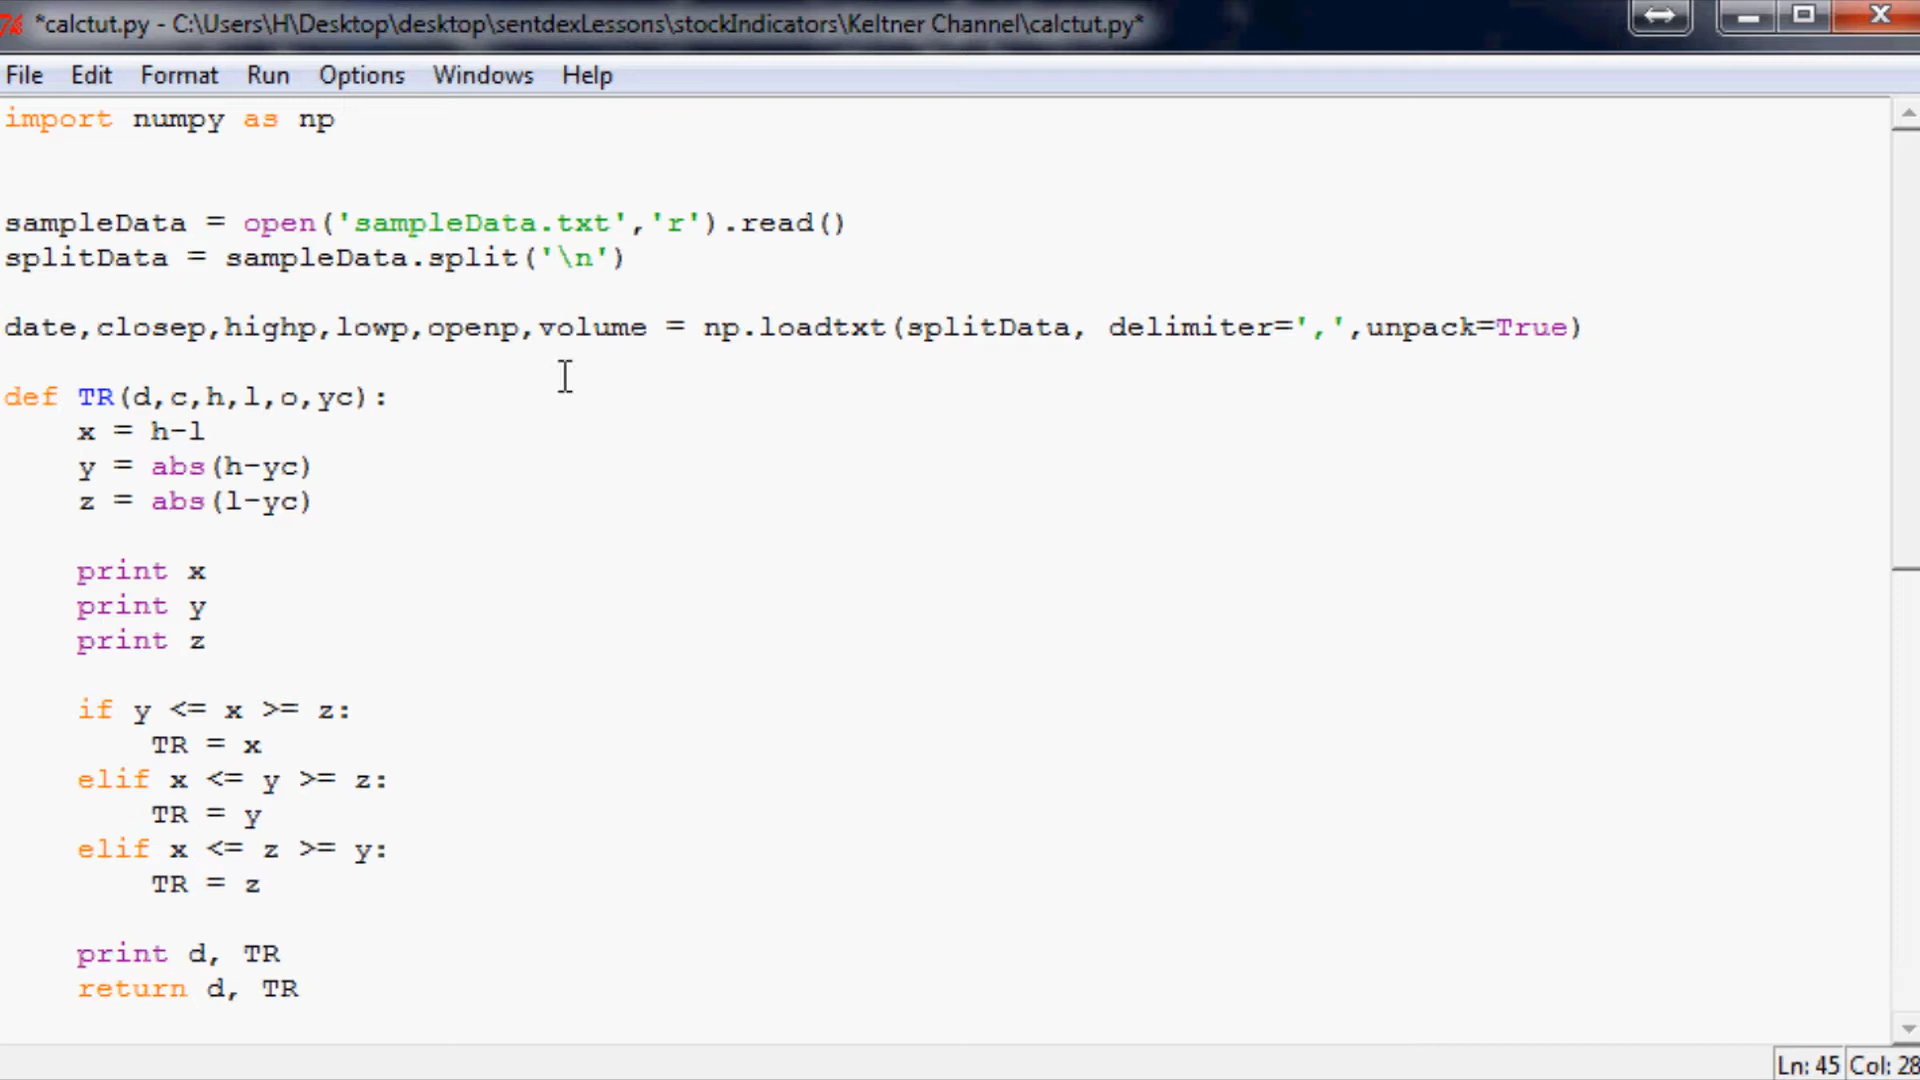 *calctut.py - C:\Users\H\Desktop\desktop\sentdexLessons\stockIndicators\Keltner Channel\calctut.py*
File Edit Format Run Options Windows Help
import numpy as np
sampleData = open('sampleData.txt','r').read()
splitData = sampleData.split('\n')
date,closep,highp,lowp,openp,volume = np.loadtxt(splitData, delimiter=',',unpack=True)
def TR(d,c,h,l,o,yc):
    x = h-l
    y = abs(h-yc)
    z = abs(l-yc)
    print x
    print y
    print z
    if y <= x >= z:
        TR = x
    elif x <= y >= z:
        TR = y
    elif x <= z >= y:
        TR = z
    print d, TR
    return d, TR
Ln: 45 Col: 28